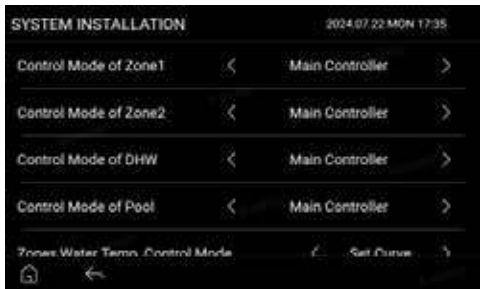 SYSTEM INSTALLATION 2024.07.22 MON 17:35
Control Mode of Zone1 Main Controller
Control Mode of Zone2 Main Controller
Control Mode of DHW Main Controller
Control Mode of Pool Main Controller
Zones Water Temp. Control Mode Set Curve